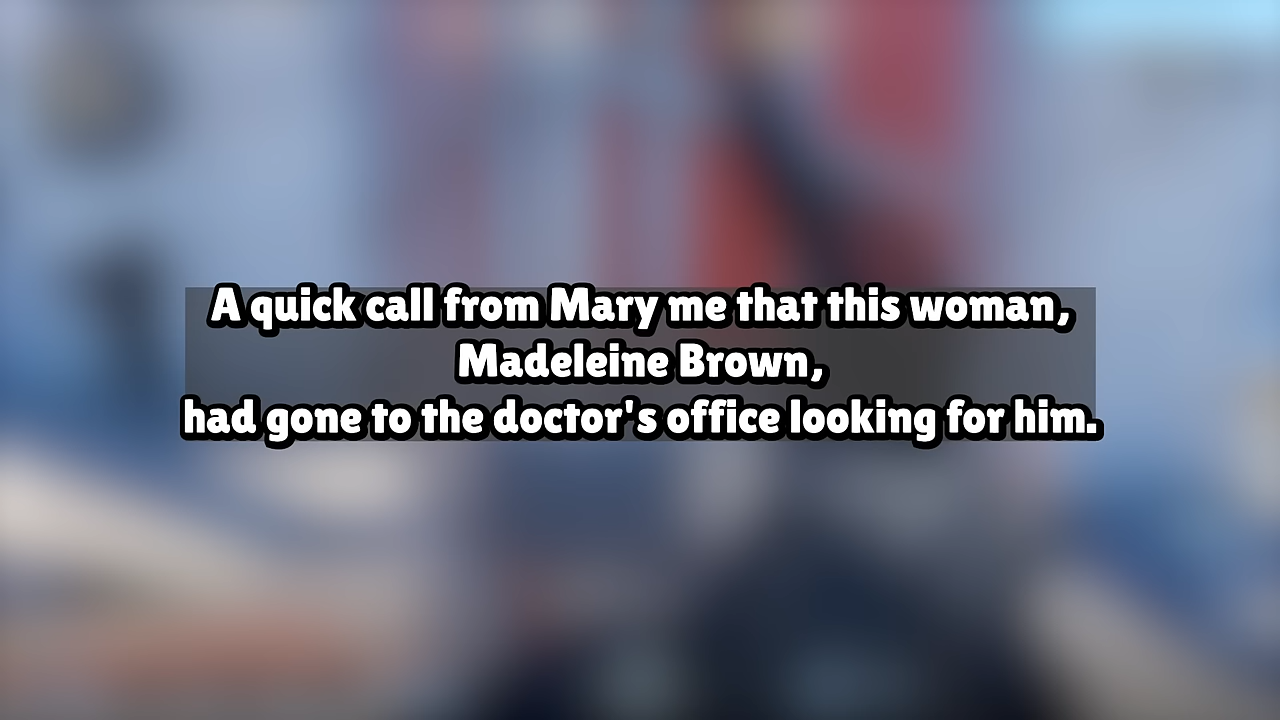 A quick call from Mary me that this woman,
Madeleine Brown,
had gone to the doctor's office looking for him.